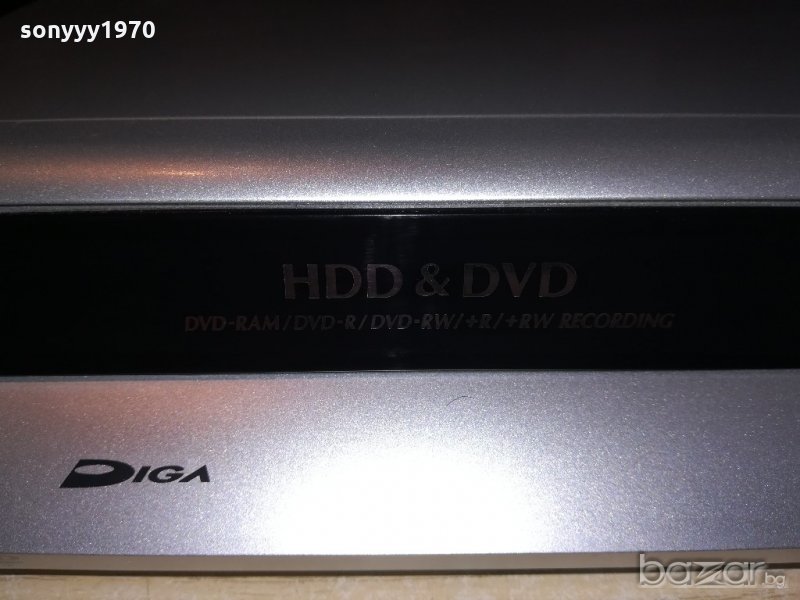 sonyyy1970
HDD & DVD
DVD-RAM/DVD-R/DVD-RW/+R/+RW RECORDING
DIGA
bazar.bg